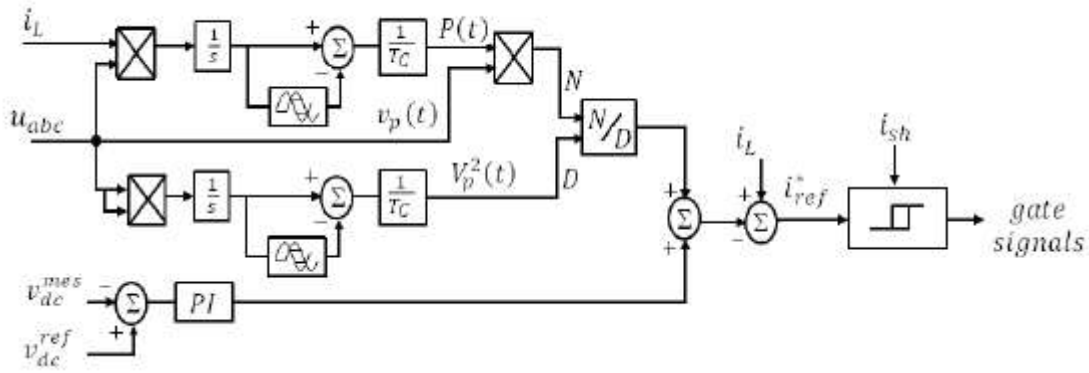 i_L
1/s
+
Σ
−
1/T_C
P(t)
N
u_abc
v_p(t)
N/D
i_L
i_sh
1/s
+
Σ
−
1/T_C
V_p^2(t)
D
+
Σ
+
+
Σ
−
i_ref^*
gate
signals
v_dc^mes
−
Σ
+
PI
v_dc^ref